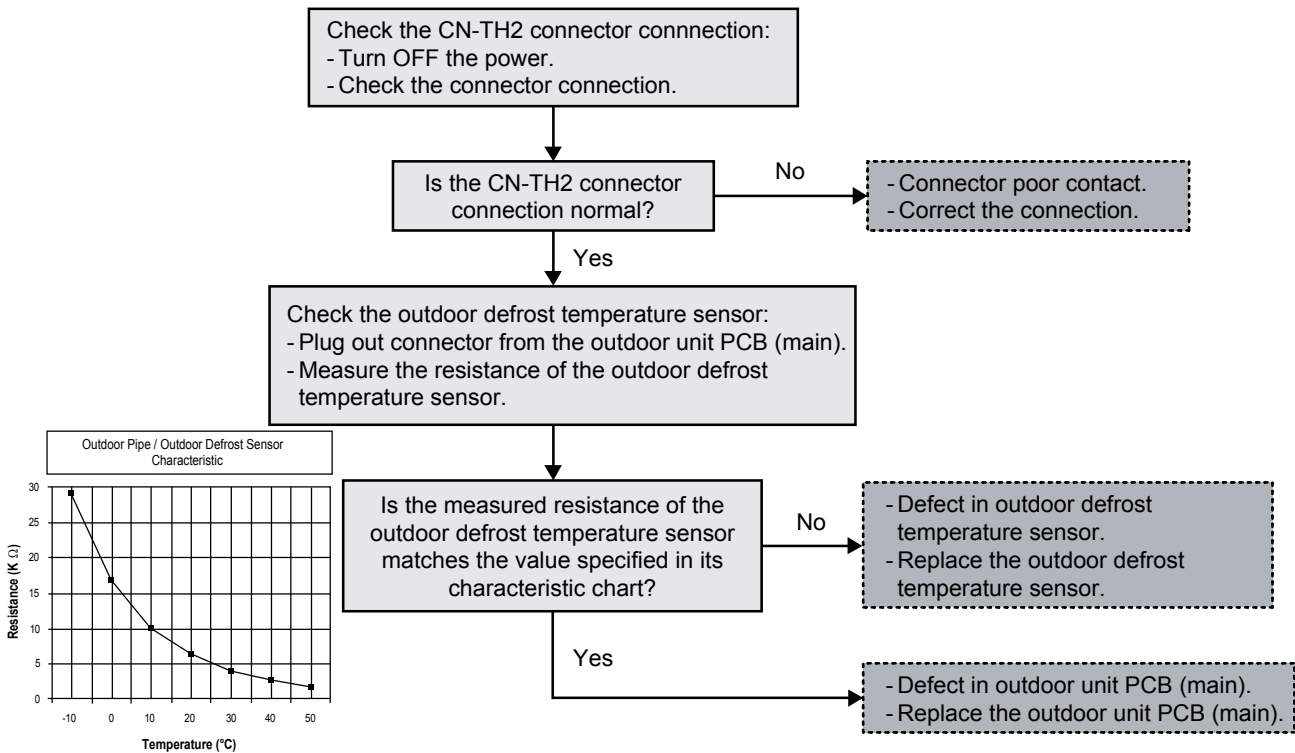 Check the CN-TH2 connector connnection:
- Turn OFF the power.
- Check the connector connection.
Is the CN-TH2 connector
connection normal?
No
- Connector poor contact.
- Correct the connection.
Yes
Check the outdoor defrost temperature sensor:
- Plug out connector from the outdoor unit PCB (main).
- Measure the resistance of the outdoor defrost
temperature sensor.
Outdoor Pipe / Outdoor Defrost Sensor
Characteristic
Resistance (K Ω)
30
25
20
15
10
5
0
-10 0 10 20 30 40 50
Temperature (°C)
Is the measured resistance of the
outdoor defrost temperature sensor
matches the value specified in its
characteristic chart?
No
- Defect in outdoor defrost
temperature sensor.
- Replace the outdoor defrost
temperature sensor.
Yes
- Defect in outdoor unit PCB (main).
- Replace the outdoor unit PCB (main).